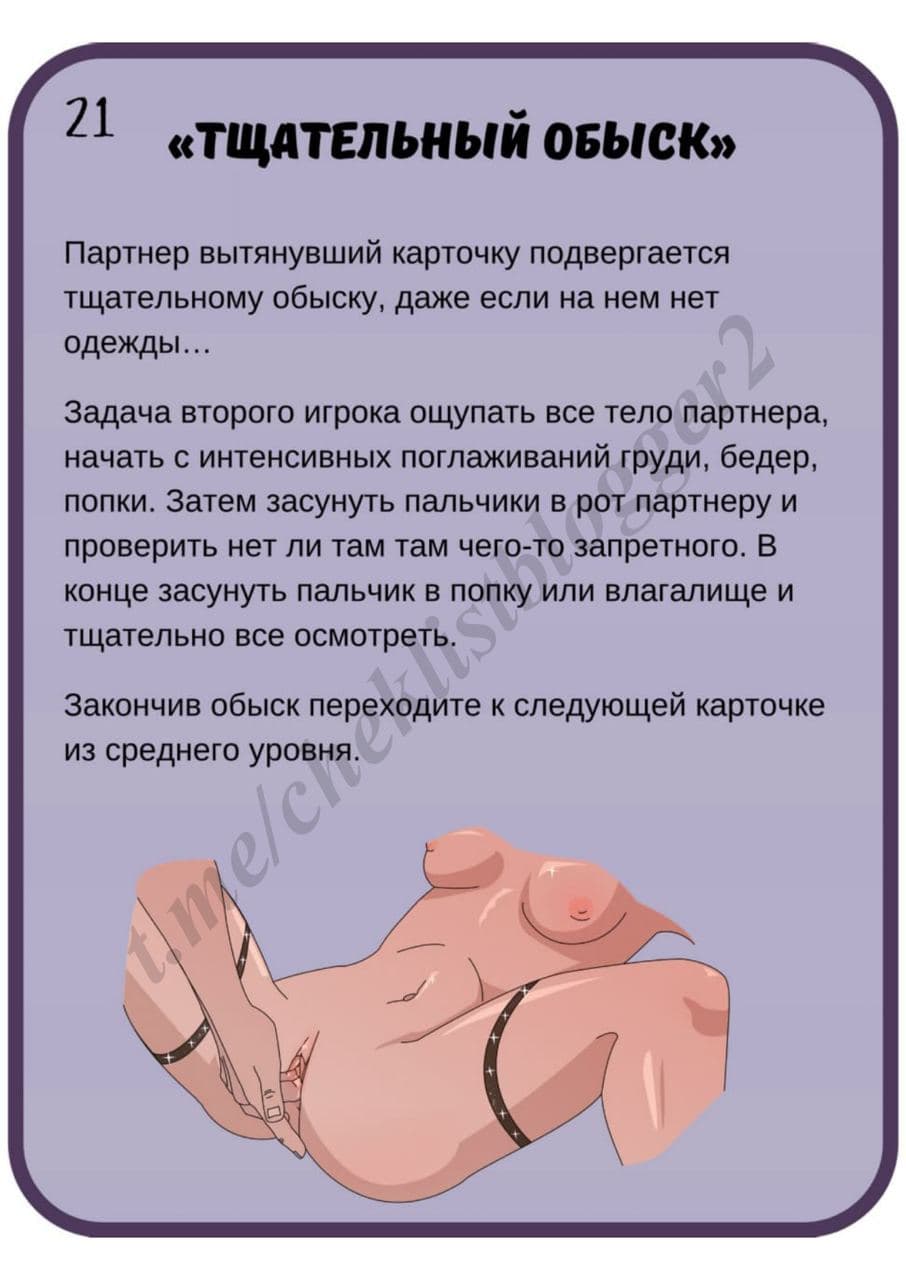 21
«ТЩАТЕЛЬНЫЙ ОБЫСК»
Партнер вытянувший карточку подвергается
тщательному обыску, даже если на нем нет
одежды…
Задача второго игрока ощупать все тело партнера,
начать с интенсивных поглаживаний груди, бедер,
попки. Затем засунуть пальчики в рот партнеру и
проверить нет ли там там чего-то запретного. В
конце засунуть пальчик в попку или влагалище и
тщательно все осмотреть.
Закончив обыск переходите к следующей карточке
из среднего уровня.
t.me/cheklistblogger2